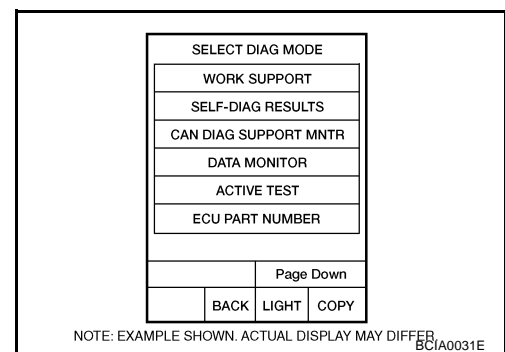 SELECT DIAG MODE
WORK SUPPORT
SELF-DIAG RESULTS
CAN DIAG SUPPORT MNTR
DATA MONITOR
ACTIVE TEST
ECU PART NUMBER
Page Down
BACK LIGHT COPY
NOTE: EXAMPLE SHOWN. ACTUAL DISPLAY MAY DIFFER.
BCIA0031E